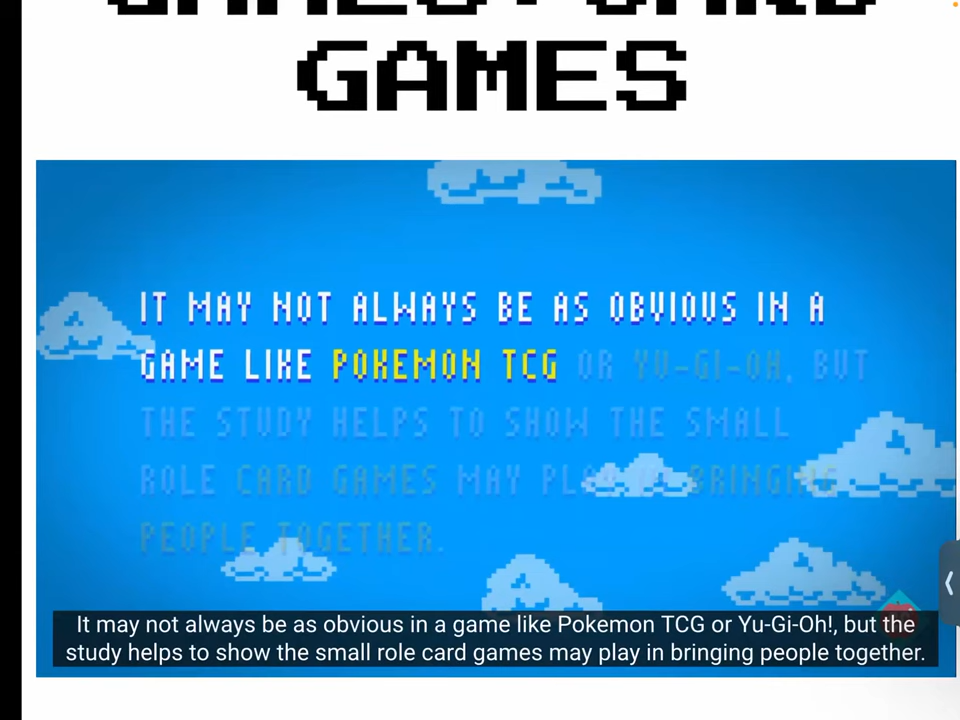 GAMES
IT MAY NOT ALWAYS BE AS OBVIOUS IN A
GAME LIKE POKEMON TCG OR YU-GI-OH, BUT
THE STUDY HELPS TO SHOW THE SMALL
ROLE CARD GAMES MAY PLAY IN BRINGING
PEOPLE TOGETHER.
It may not always be as obvious in a game like Pokemon TCG or Yu-Gi-Oh!, but the
study helps to show the small role card games may play in bringing people together.